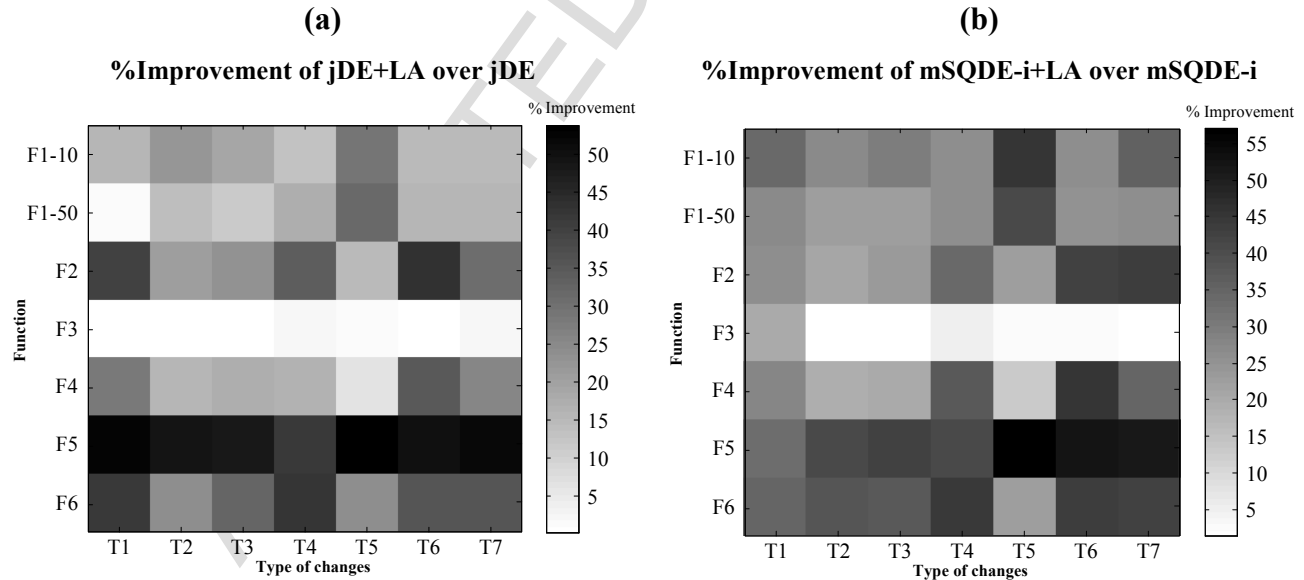 (a)
%Improvement of jDE+LA over jDE
% Improvement
F1-10
F1-50
F2
F3
F4
F5
F6
Function
T1 T2 T3 T4 T5 T6 T7
Type of changes
50
45
40
35
30
25
20
15
10
5
(b)
%Improvement of mSQDE-i+LA over mSQDE-i
% Improvement
F1-10
F1-50
F2
F3
F4
F5
F6
Function
T1 T2 T3 T4 T5 T6 T7
Type of changes
55
50
45
40
35
30
25
20
15
10
5